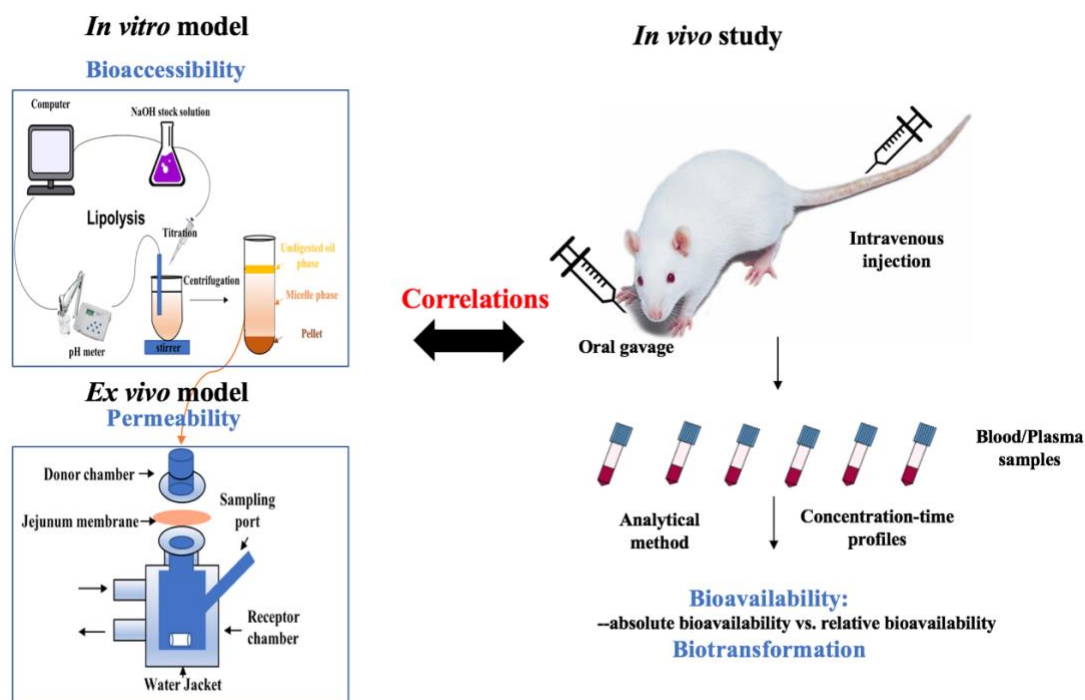 In vitro model
Bioaccessibility
Computer
NaOH stock solution
Lipolysis
Titration
Centrifugation
Undigested oil
phase
Micelle phase
Pellet
pH meter
stirrer
Ex vivo model
Permeability
Donor chamber
Jejunum membrane
Sampling
port
Receptor
chamber
Water Jacket
Correlations
In vivo study
Intravenous
injection
Oral gavage
Blood/Plasma
samples
Analytical
method
Concentration-time
profiles
Bioavailability:
--absolute bioavailability vs. relative bioavailability
Biotransformation